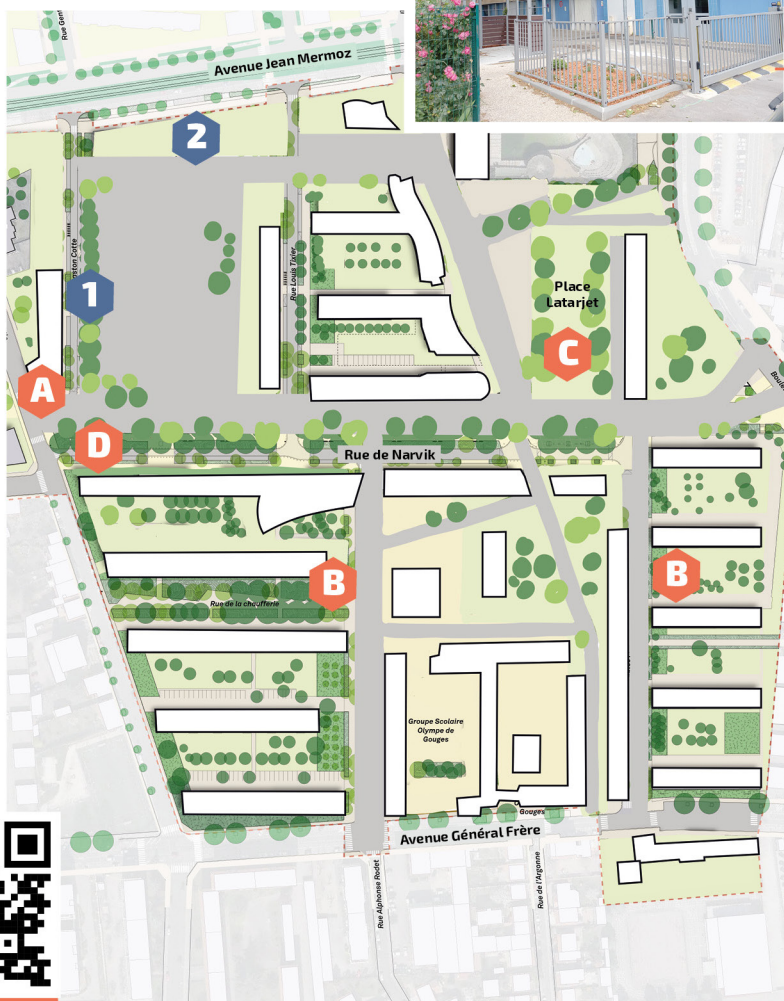 Avenue Jean Mermoz
2
1
Rue Louis Tixier
Place
Latarjet
C
A
D
Rue de Narvik
B
B
Rue de la chaufferie
Groupe Scolaire
Olympe de
Gouges
Gouges
Avenue Général Frère
Rue Alphonse Rodet
Rue de l'Argonne